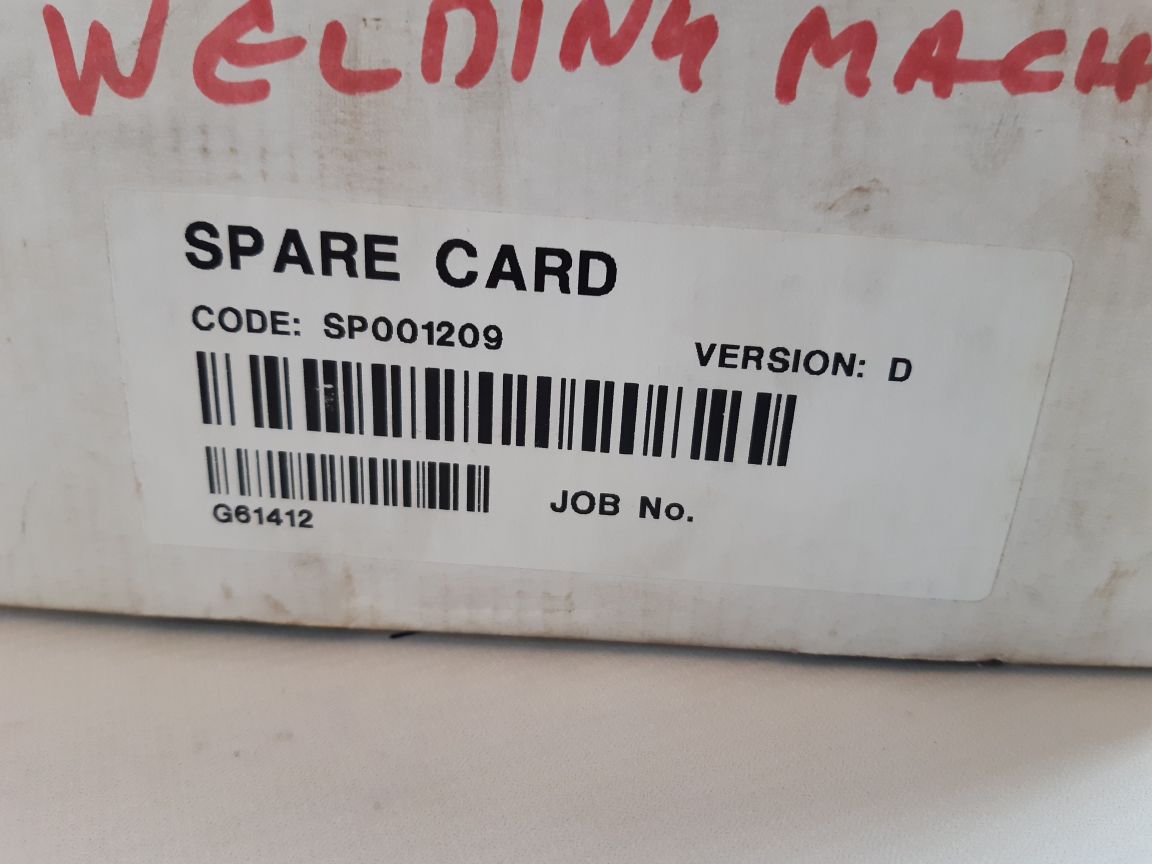 WELDING MACH
SPARE CARD
CODE: SP001209
VERSION: D
G61412
JOB No.